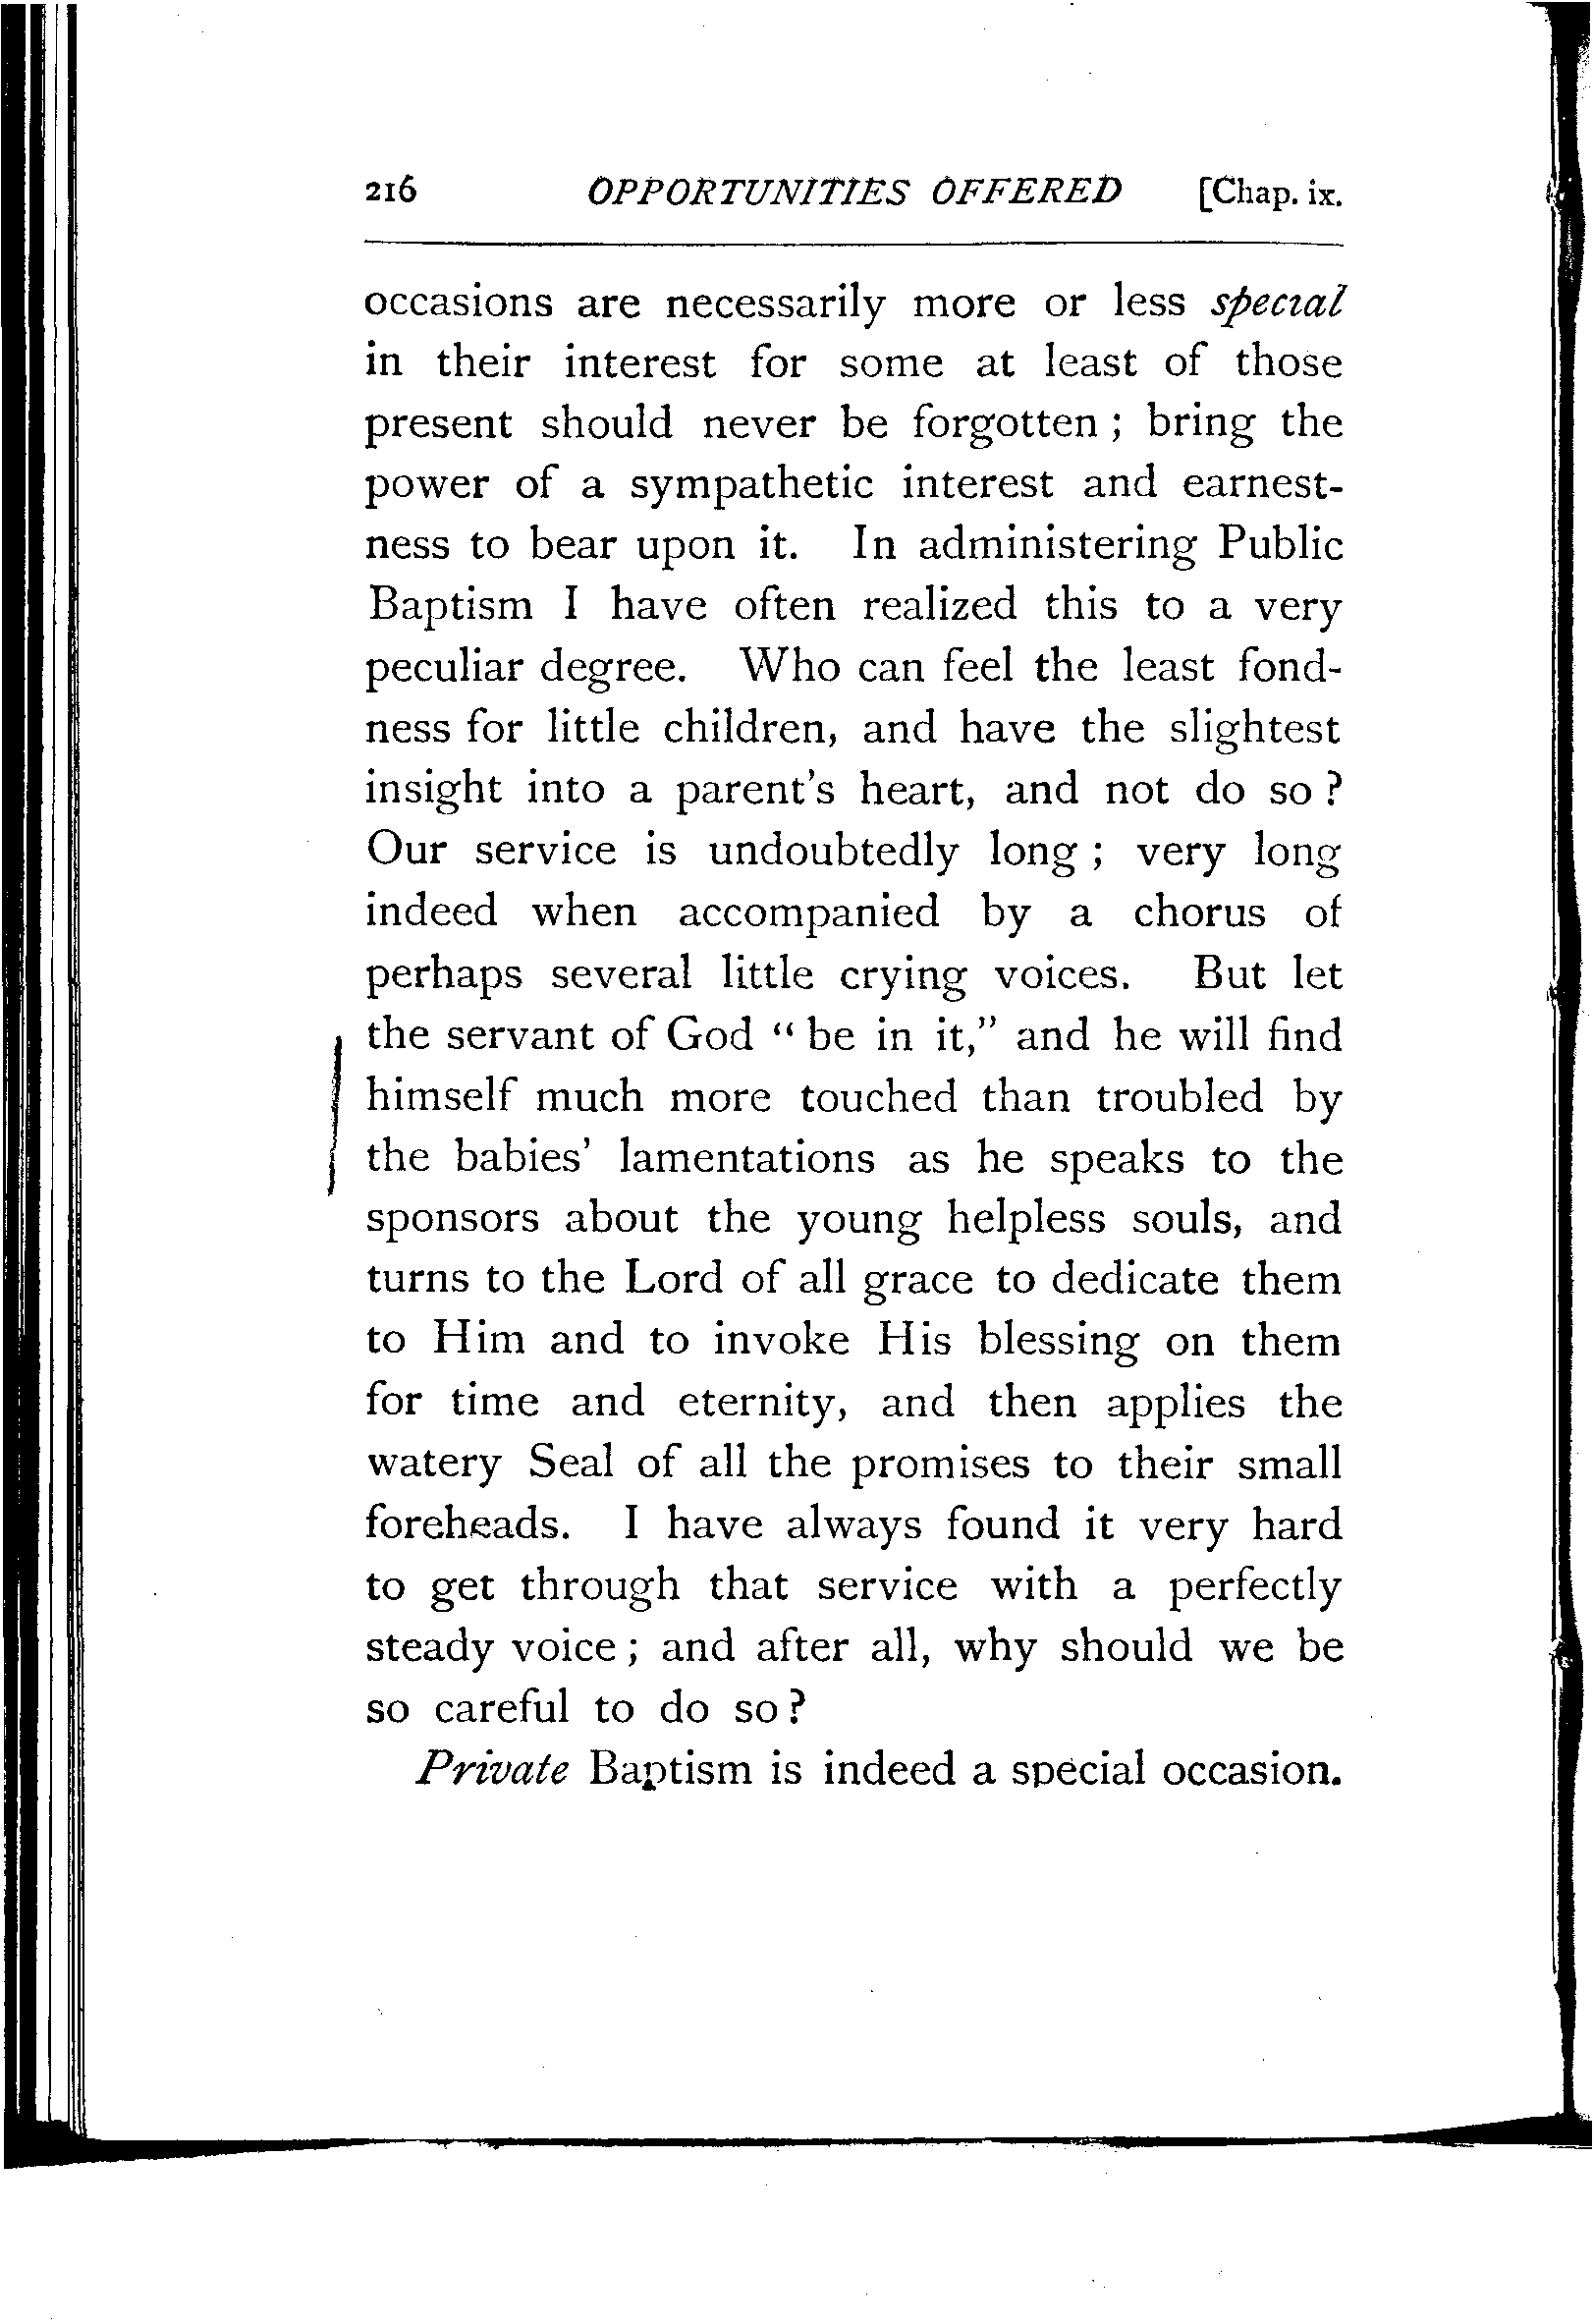 216 OPPORTUNITIES OFFERED [Chap. ix.
occasions are necessarily more or less special
in their interest for some at least of those
present should never be forgotten ; bring the
power of a sympathetic interest and earnest-
ness to bear upon it. In administering Public
Baptism I have often realized this to a very
peculiar degree. Who can feel the least fond-
ness for little children, and have the slightest
insight into a parent's heart, and not do so ?
Our service is undoubtedly long ; very long
indeed when accompanied by a chorus of
perhaps several little crying voices. But let
the servant of God “ be in it,” and he will find
himself much more touched than troubled by
the babies' lamentations as he speaks to the
sponsors about the young helpless souls, and
turns to the Lord of all grace to dedicate them
to Him and to invoke His blessing on them
for time and eternity, and then applies the
watery Seal of all the promises to their small
foreheads. I have always found it very hard
to get through that service with a perfectly
steady voice ; and after all, why should we be
so careful to do so ?
Private Baptism is indeed a special occasion.